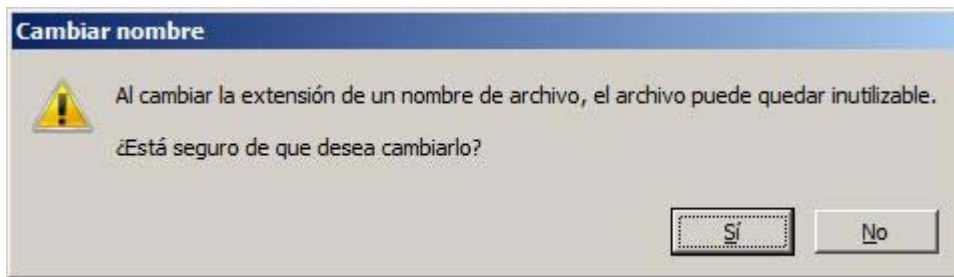 Cambiar nombre
Al cambiar la extensión de un nombre de archivo, el archivo puede quedar inutilizable.
¿Está seguro de que desea cambiarlo?
Sí No